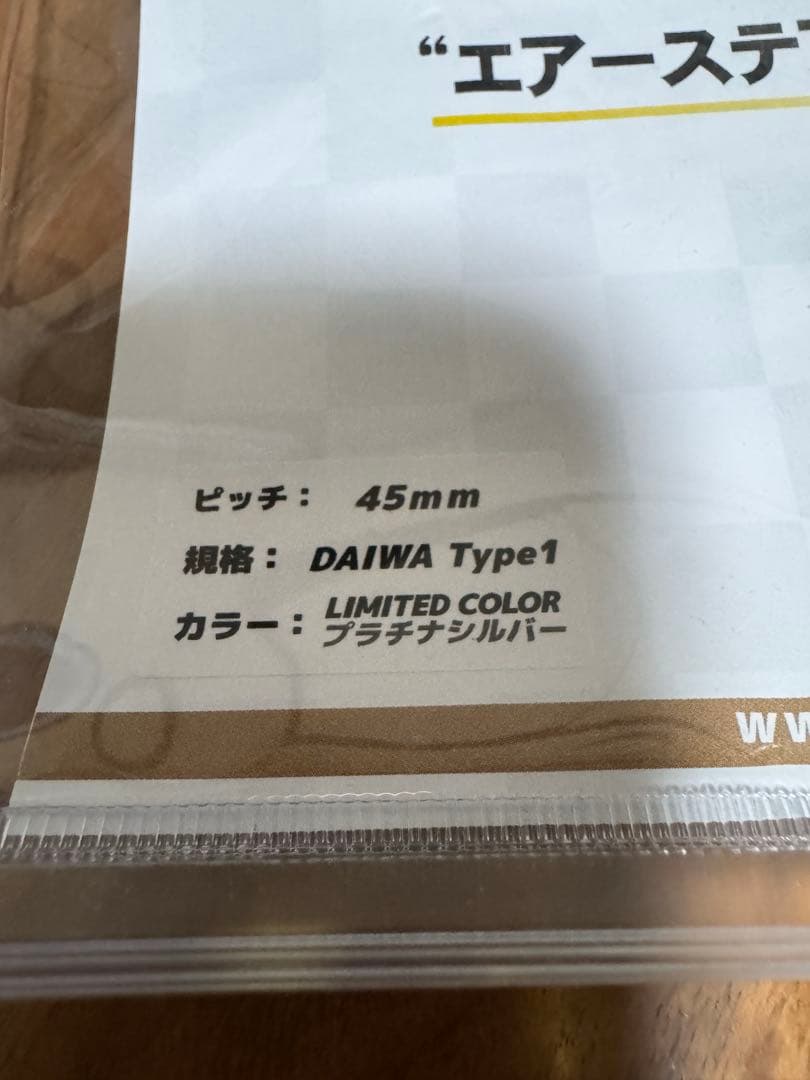 “エアーステ
ピッチ： 45mm
規格： DAIWA Type1
カラー： LIMITED COLOR
プラチナシルバー